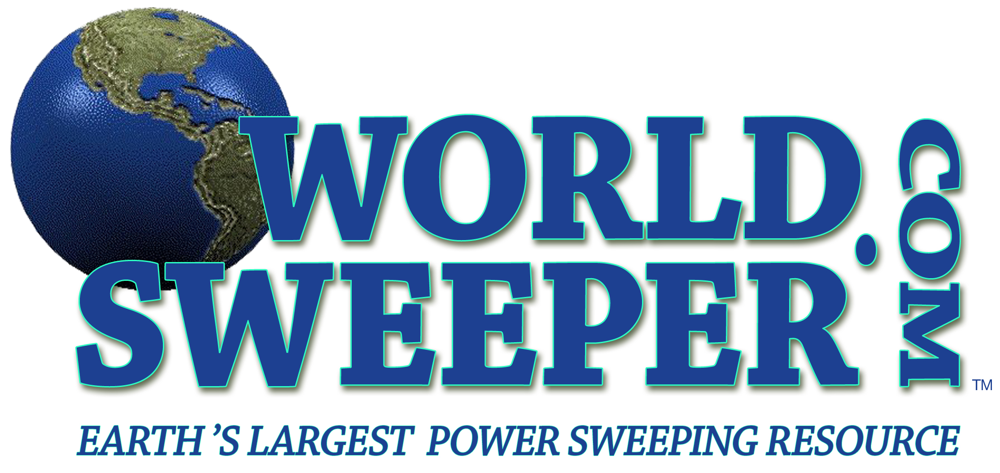 WORLD
SWEEPER
.COM
TM
EARTH 'S LARGEST POWER SWEEPING RESOURCE